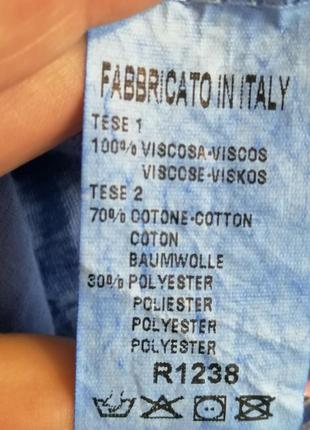 FABBRICATO IN ITALY
TESE 1
100% VISCOSA-VISCOS
VISCOSE-VISKOS
TESE 2
70% COTONE-COTTON
COTON
BAUMWOLLE
30% POLYESTER
POLIESTER
POLYESTER
POLYESTER
R1238